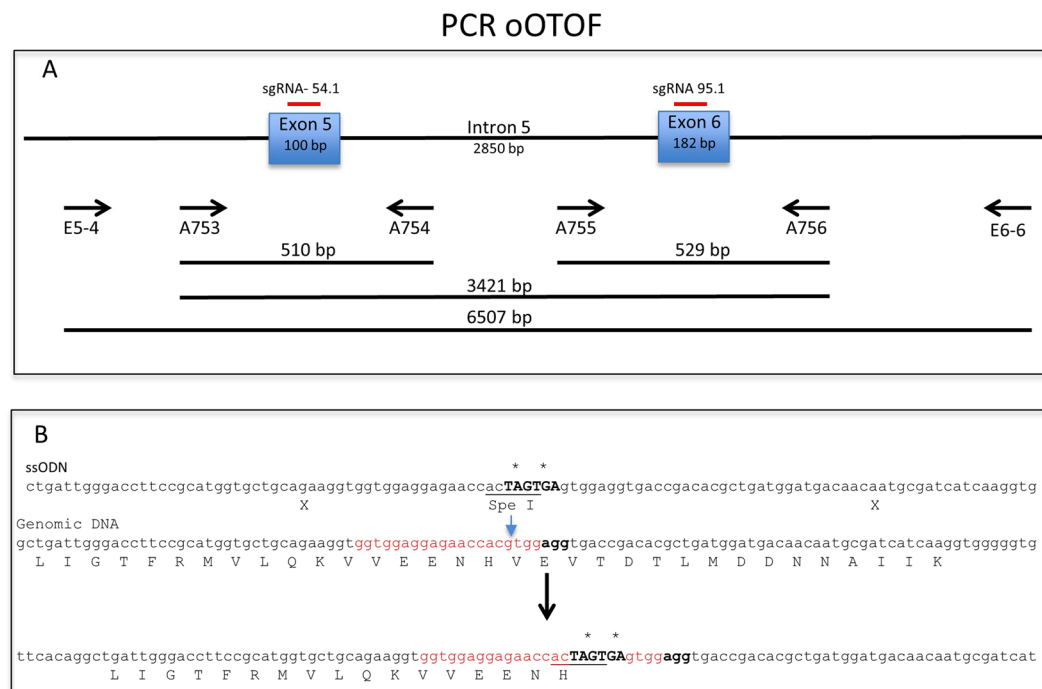 PCR oOTOF
A
sgRNA- 54.1
sgRNA 95.1
Exon 5
100 bp
Intron 5
2850 bp
Exon 6
182 bp
E5-4
A753
A754
A755
A756
E6-6
510 bp
529 bp
3421 bp
6507 bp
B
ssODN
* *
ctgattgggaccttccgcatggtgctgcagaaggtggtggaggagaaccacTAGTGAgtggaggtgaccgacacgctgatggatgacaacaatgcgatcatcaaggtg
X Spe I X
Genomic DNA
gctgattgggaccttccgcatggtgctgcagaaggtggtggaggagaaccacgtggaggtgaccgacacgctgatggatgacaacaatgcgatcatcaaggtgggggtg
L I G T F R M V L Q K V V E E N H V E V T D T L M D D N N A I I K
* *
ttcacaggctgattgggaccttccgcatggtgctgcagaaggtggtggaggagaaccacTAGTGAgtggaggtgaccgacacgctgatggatgacaacaatgcgatcat
L I G T F R M V L Q K V V E E N H